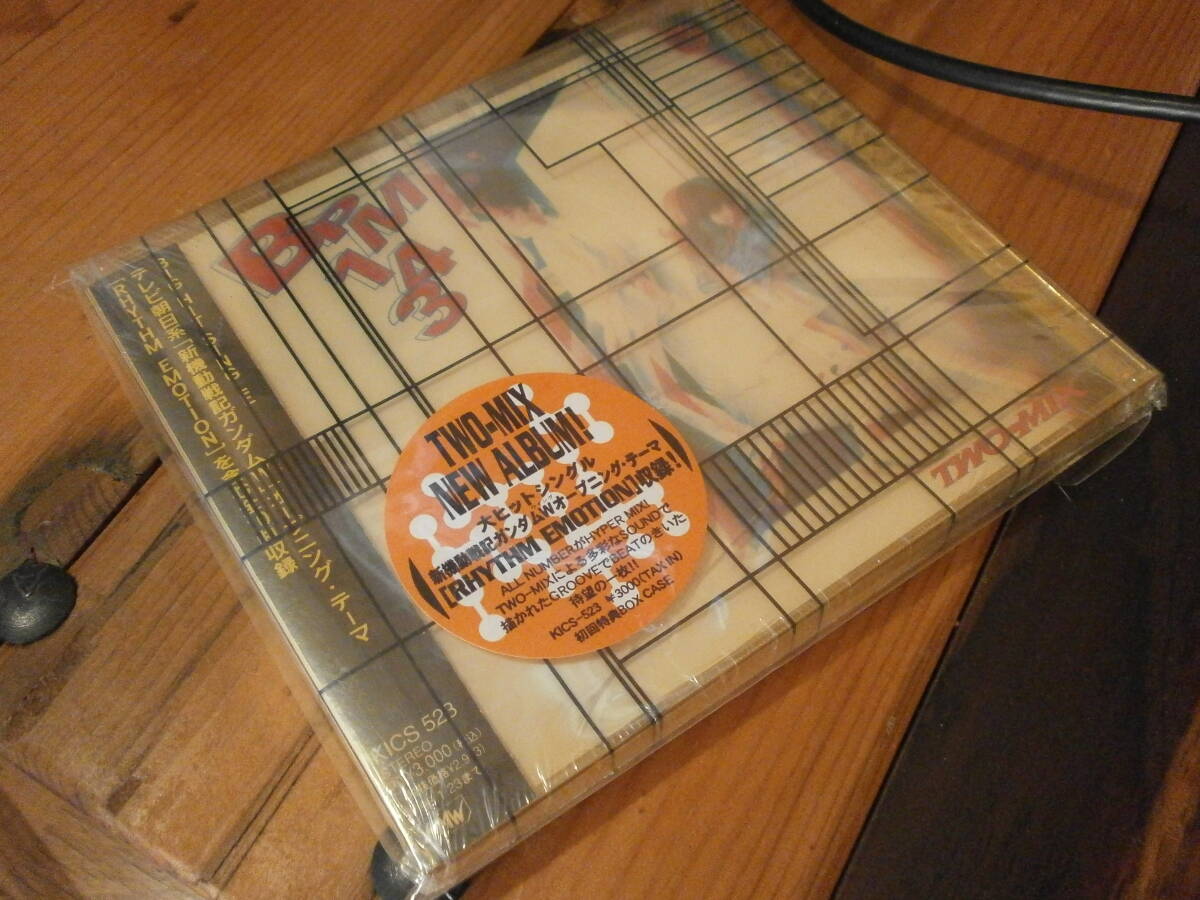 BPM
143
TWO-MIX
TWO-MIX
NEW ALBUM!
大ヒットシングル
新機動戦記ガンダムWオープニング・テーマ
[RHYTHM EMOTION]収録!
ALL NUMBERがHYPER MIX!
TWO-MIXによる多彩なSOUNDで
描かれたGROOVEでBEATのきいた
待望の一枚!!
KICS-523 ¥3000(TAX IN)
初回特典BOX CASE
テレビ朝日系「新機動戦記ガンダムW
ニング・テーマ
「RHYTHM EMOTION」を
収録
KICS 523
STEREO
¥3,000(税込)